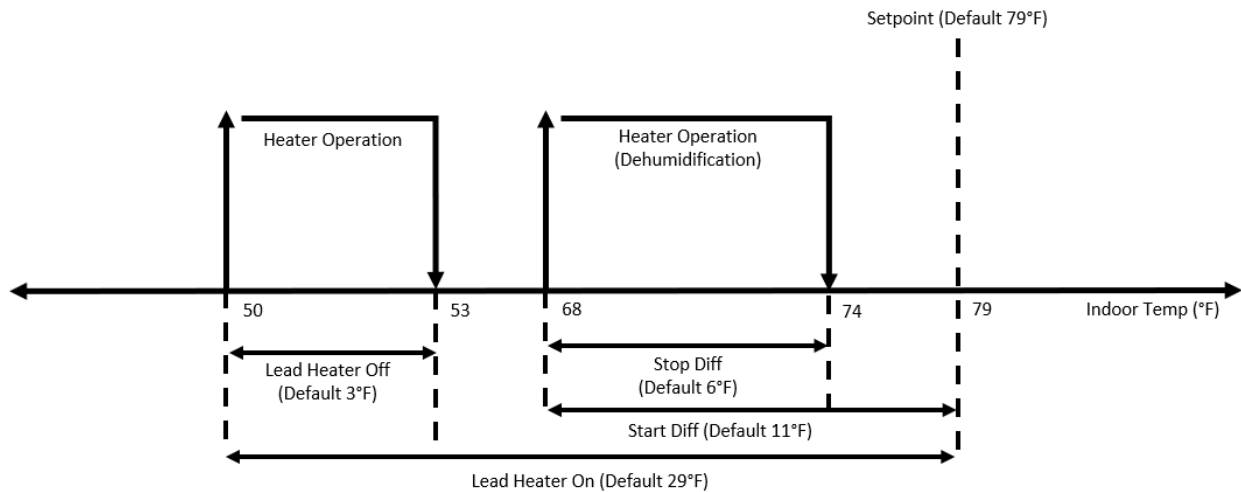 Setpoint (Default 79°F)
Heater Operation
Heater Operation
(Dehumidification)
50
53
68
74
79
Indoor Temp (°F)
Lead Heater Off
(Default 3°F)
Stop Diff
(Default 6°F)
Start Diff (Default 11°F)
Lead Heater On (Default 29°F)